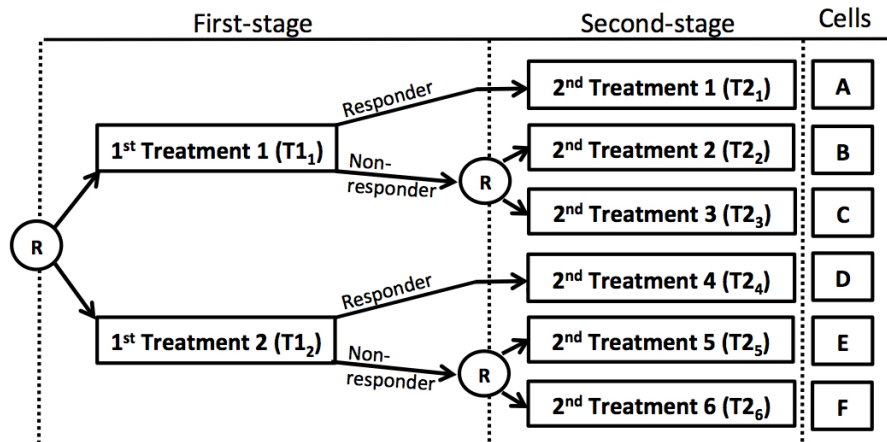 First-stage Second-stage Cells
Responder 2nd Treatment 1 (T2₁) A
1st Treatment 1 (T1₁) 2nd Treatment 2 (T2₂) B
Non-
responder R
2nd Treatment 3 (T2₃) C
R
Responder 2nd Treatment 4 (T2₄) D
1st Treatment 2 (T1₂) 2nd Treatment 5 (T2₅) E
Non-
responder R
2nd Treatment 6 (T2₆) F